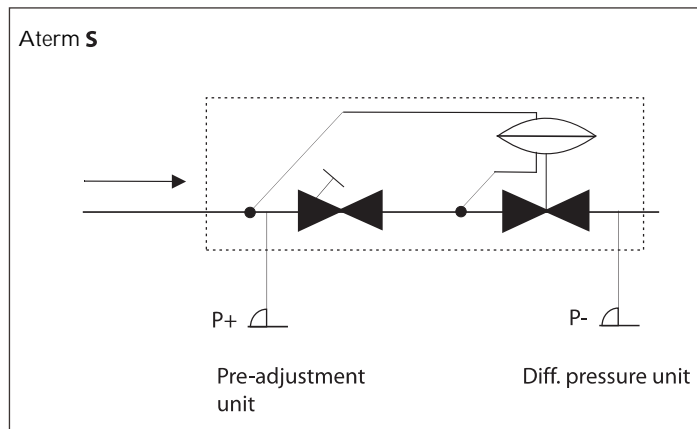 Aterm S
P+
P-
Pre-adjustment
unit
Diff. pressure unit